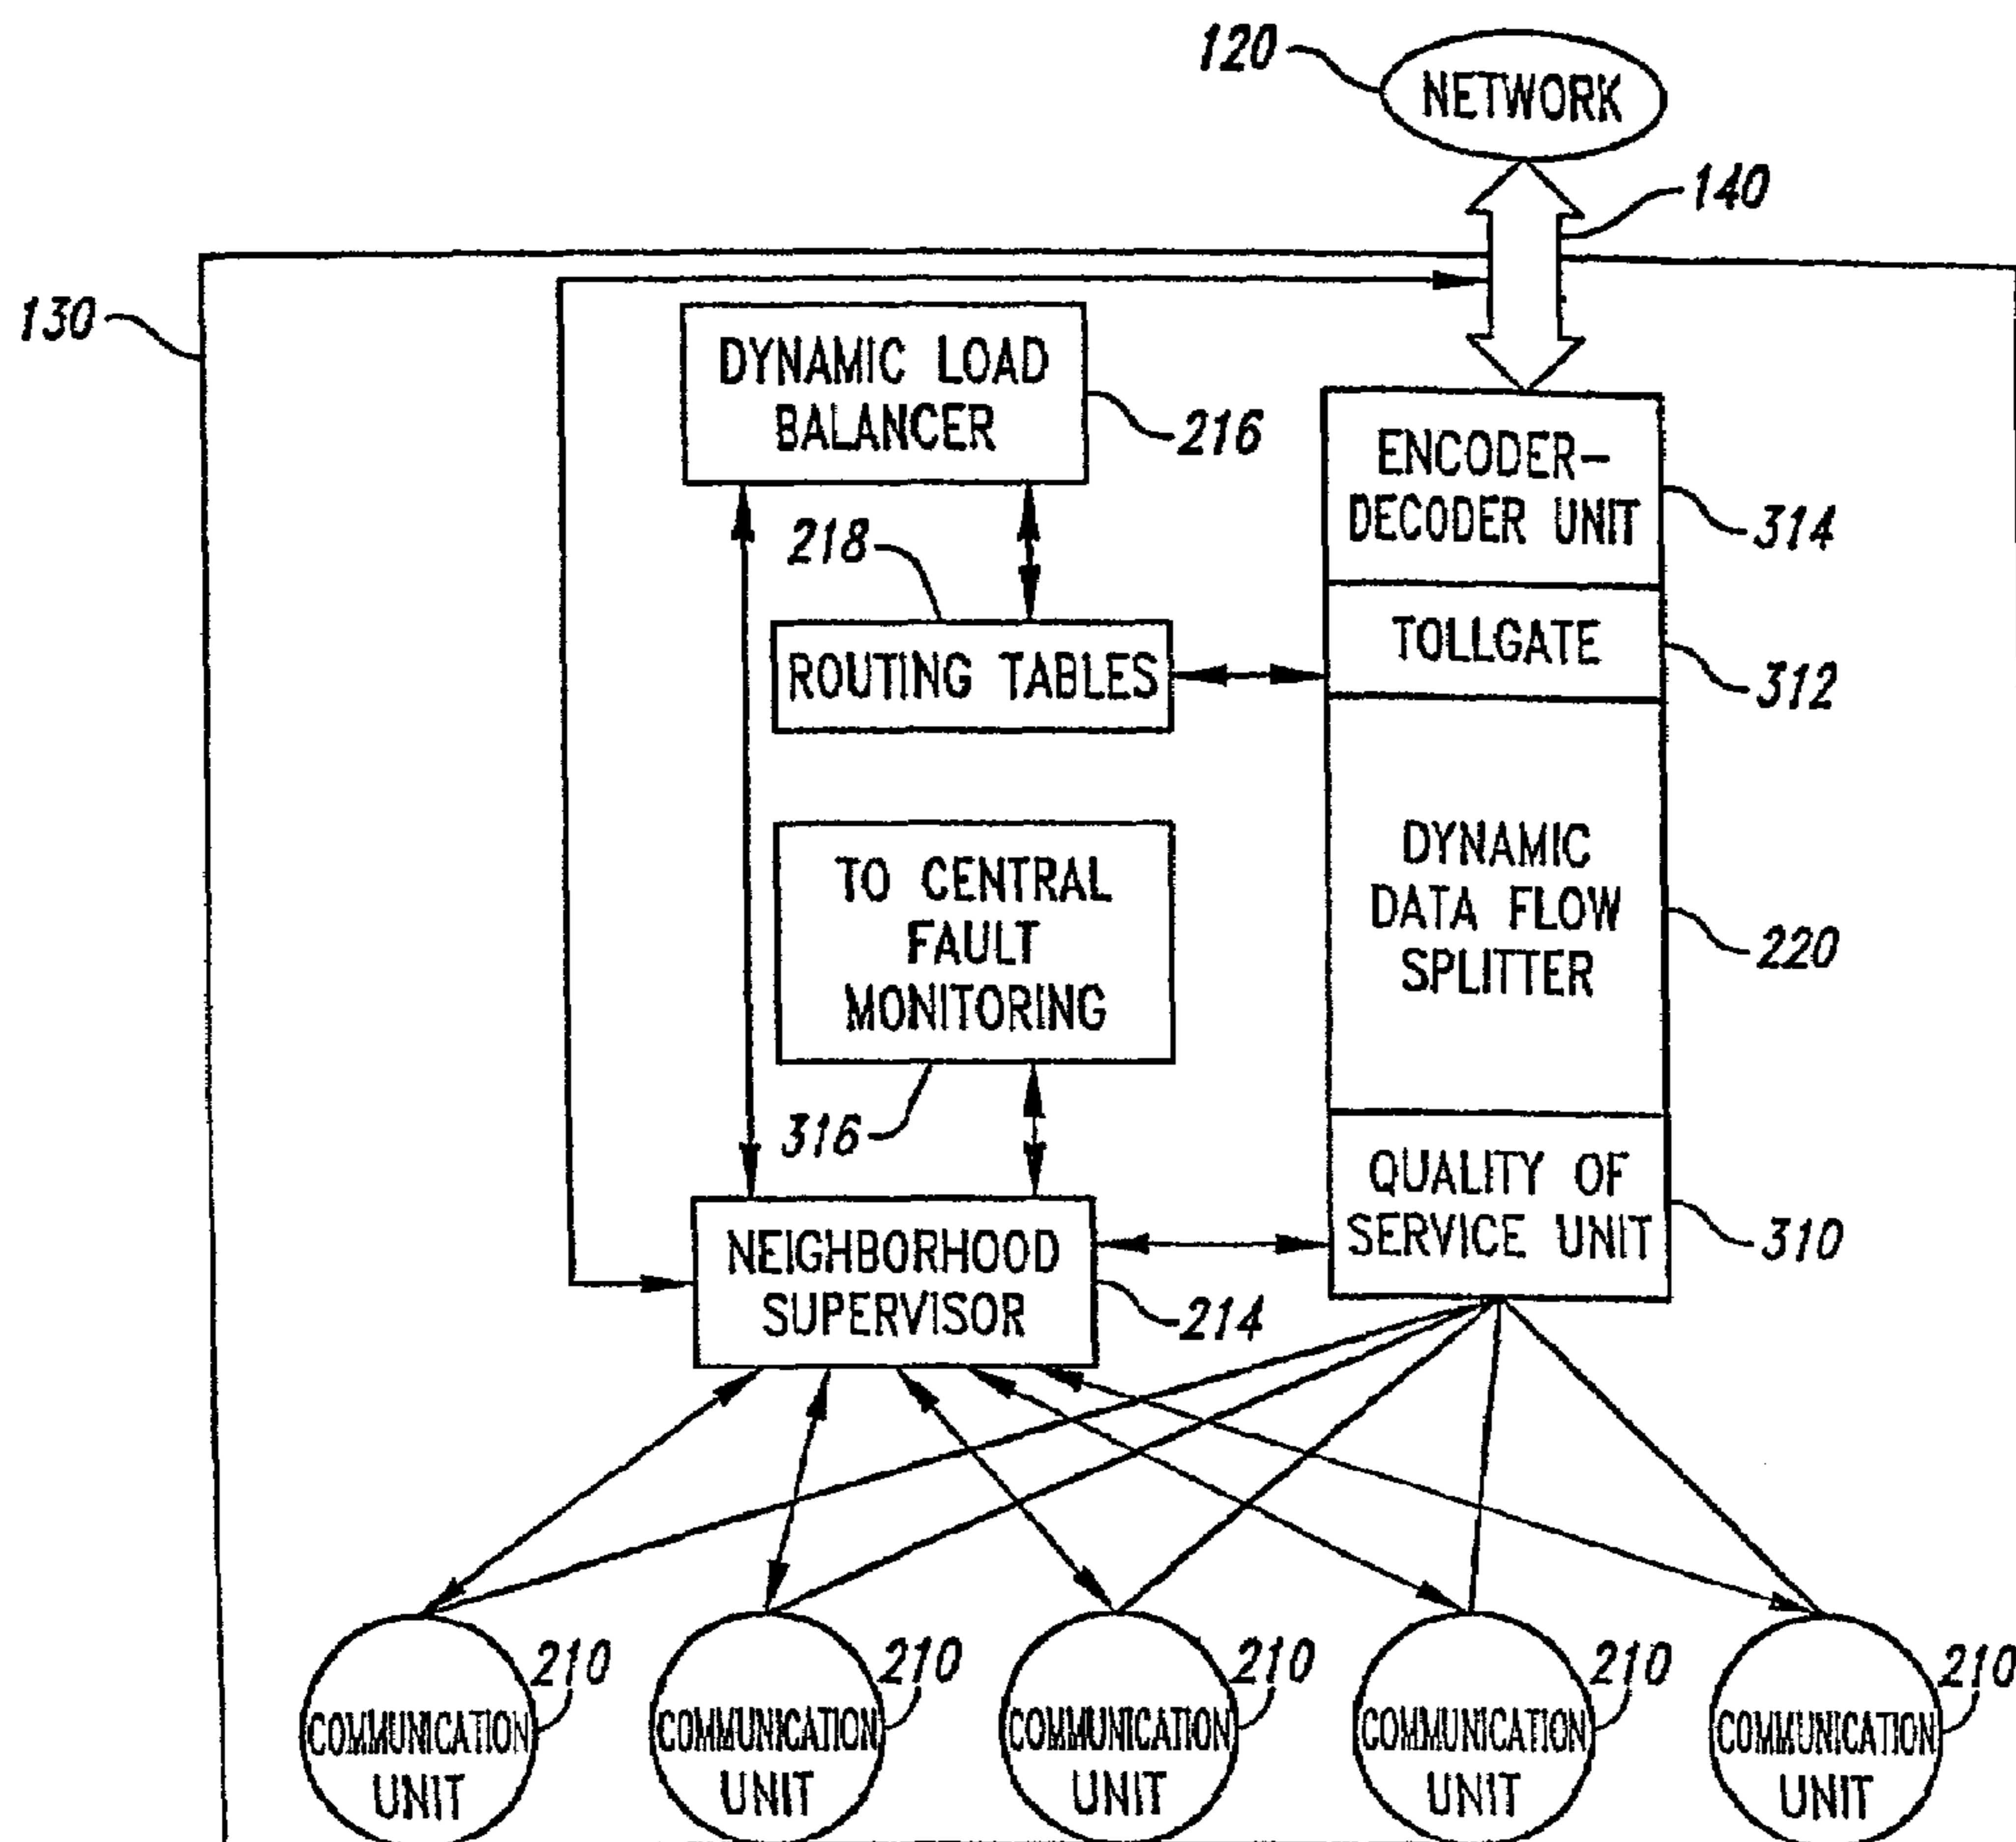 120
NETWORK
140
130
DYNAMIC LOAD
BALANCER
216
ENCODER-
DECODER UNIT
314
218
TOLLGATE
312
ROUTING TABLES
DYNAMIC
DATA FLOW
SPLITTER
220
TO CENTRAL
FAULT
MONITORING
316
QUALITY OF
SERVICE UNIT
310
NEIGHBORHOOD
SUPERVISOR
214
210
COMMUNICATION
UNIT
210
COMMUNICATION
UNIT
210
COMMUNICATION
UNIT
210
COMMUNICATION
UNIT
210
COMMUNICATION
UNIT